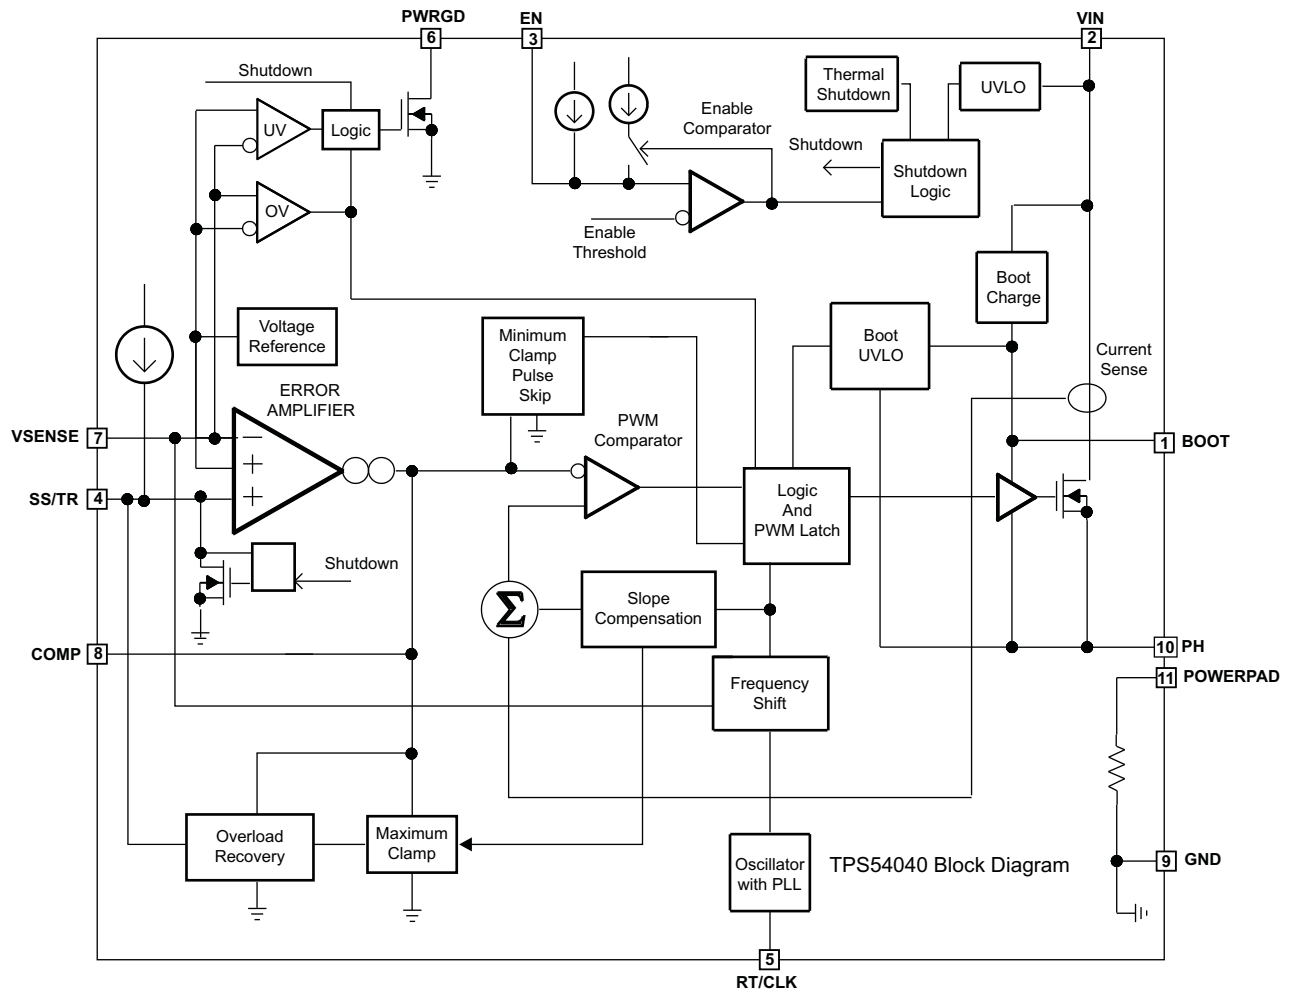 PWRGD
6
EN
3
VIN
2
Shutdown
UV
Logic
OV
Enable
Comparator
Enable
Threshold
Thermal
Shutdown
UVLO
Shutdown
Shutdown
Logic
Boot
Charge
Voltage
Reference
ERROR
AMPLIFIER
Minimum
Clamp
Pulse
Skip
PWM
Comparator
Boot
UVLO
Current
Sense
VSENSE 7
−
+
+
SS/TR 4
Logic
And
PWM Latch
1 BOOT
Shutdown
Σ
Slope
Compensation
COMP 8
Frequency
Shift
10 PH
11 POWERPAD
Overload
Recovery
Maximum
Clamp
Oscillator
with PLL
TPS54040 Block Diagram
9 GND
5
RT/CLK